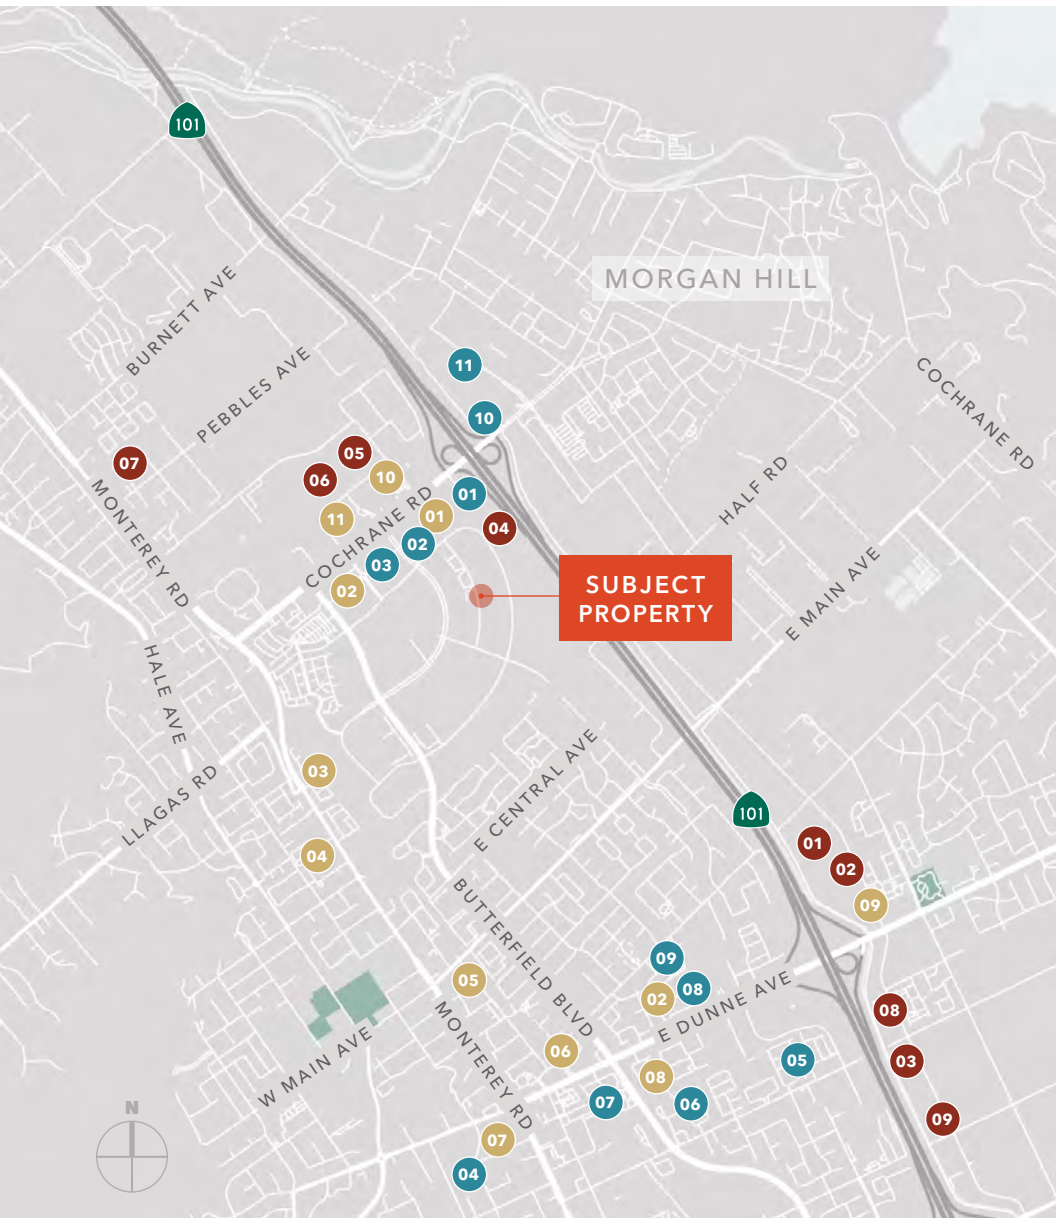 101
MORGAN HILL
BURNETT AVE
PEBBLES AVE
COCHRANE RD
11
10
07
05
06
10
01
11
COCHRANE RD
01
04
02
03
02
HALF RD
MONTEREY RD
SUBJECT
PROPERTY
E MAIN AVE
HALE AVE
LLAGAS RD
03
E CENTRAL AVE
04
101
01
02
09
BUTTERFIELD BLVD
05
09
08
02
E DUNNE AVE
08
MONTEREY RD
W MAIN AVE
06
05
03
08
07
06
09
N
07
04